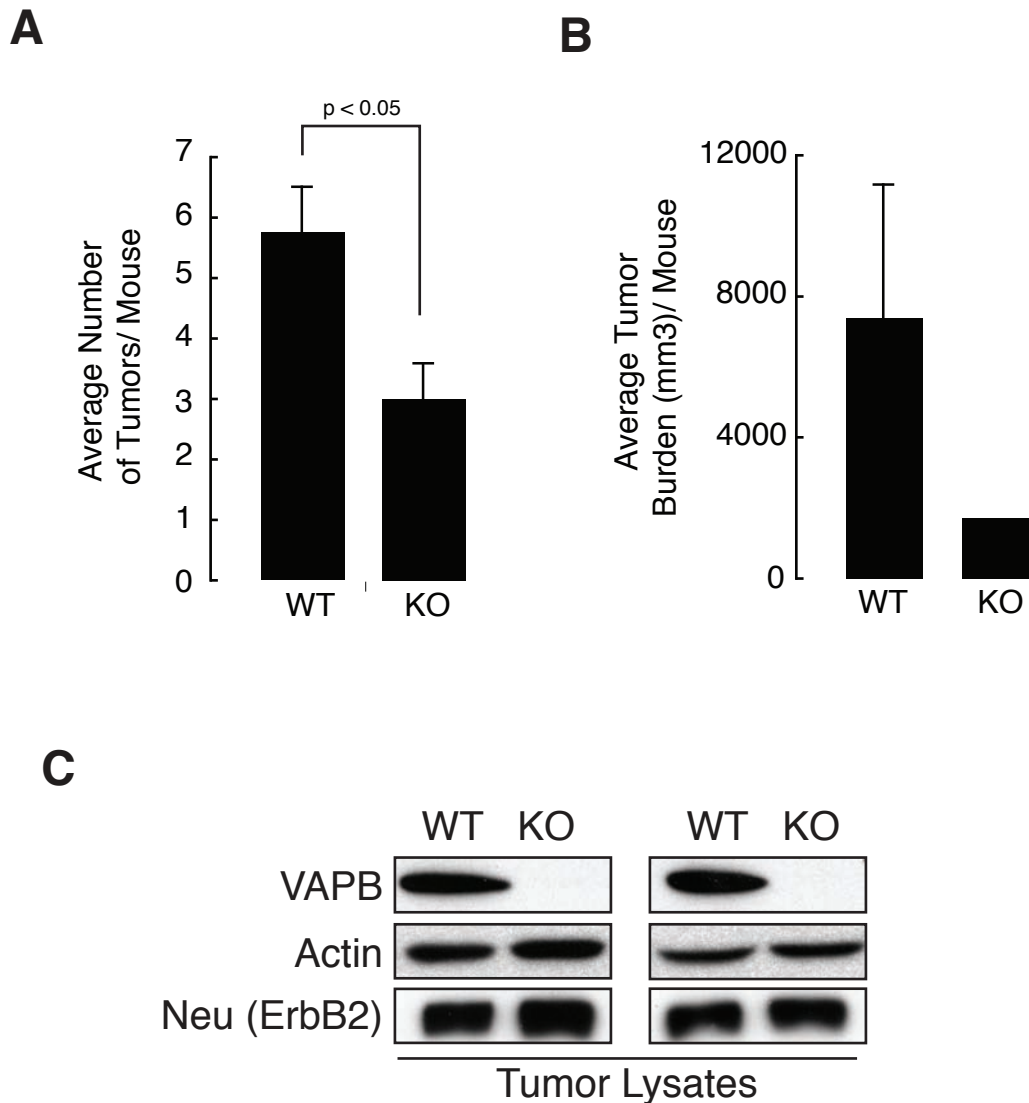 A
B
p < 0.05
7
6
5
4
3
2
1
0
Average Number
of Tumors/ Mouse
WT
KO
12000
8000
4000
0
Average Tumor
Burden (mm3)/ Mouse
WT
KO
C
WT KO WT KO
VAPB
Actin
Neu (ErbB2)
Tumor Lysates